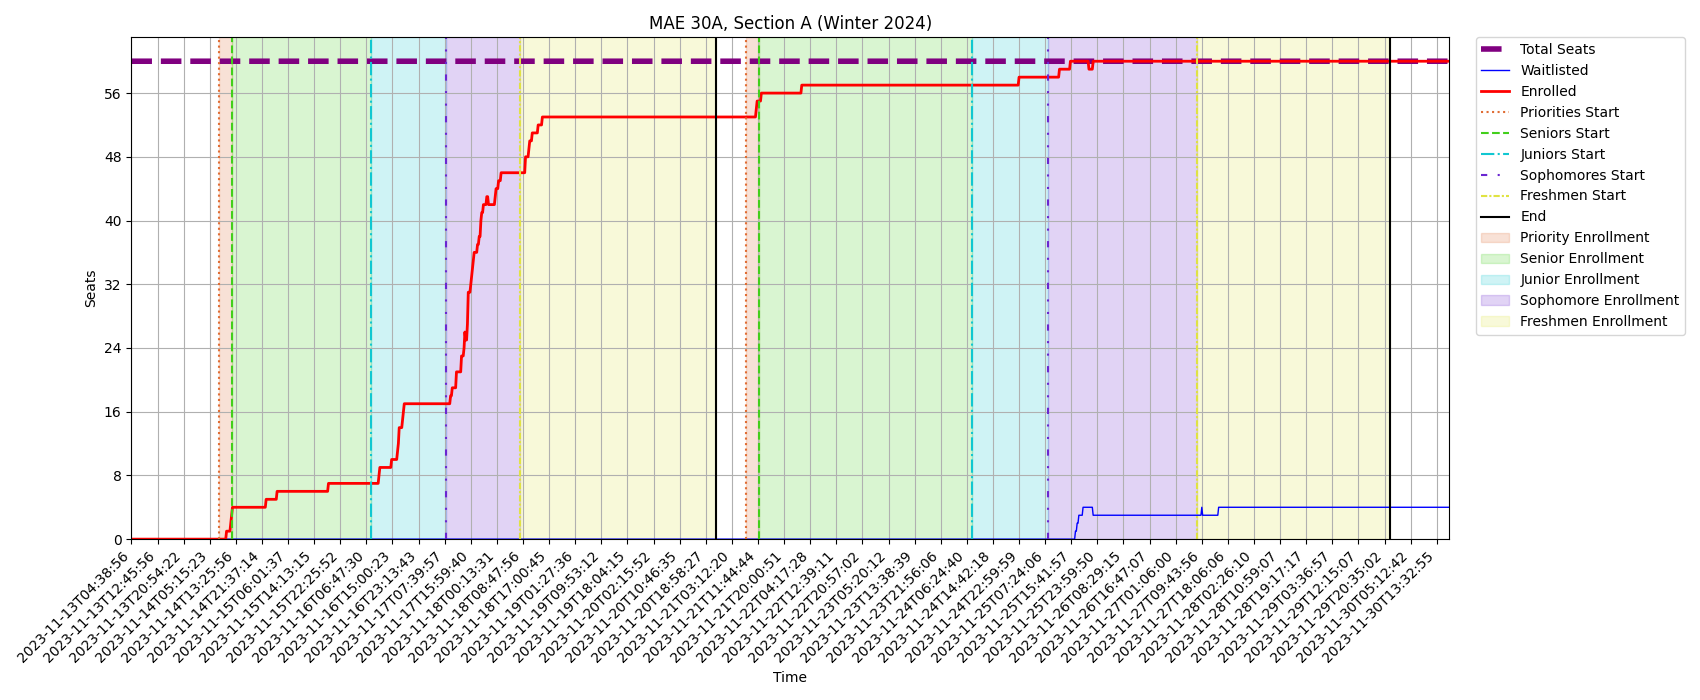 MAE 30A, Section A (Winter 2024)
Seats
56
48
40
32
24
16
8
0
2023-11-13T04:38:56
2023-11-13T12:45:56
2023-11-13T20:54:22
2023-11-14T05:15:23
2023-11-14T13:25:56
2023-11-14T21:37:14
2023-11-15T06:01:37
2023-11-15T14:13:15
2023-11-15T22:25:52
2023-11-16T06:47:30
2023-11-16T15:00:23
2023-11-16T23:13:43
2023-11-17T07:39:57
2023-11-17T15:59:40
2023-11-18T00:13:31
2023-11-18T08:47:56
2023-11-18T17:00:45
2023-11-19T01:27:36
2023-11-19T09:53:12
2023-11-19T18:04:15
2023-11-20T02:15:52
2023-11-20T10:46:35
2023-11-20T18:58:27
2023-11-21T03:12:20
2023-11-21T11:44:44
2023-11-21T20:00:51
2023-11-22T04:17:28
2023-11-22T12:39:11
2023-11-22T20:57:02
2023-11-23T05:20:12
2023-11-23T13:38:39
2023-11-23T21:56:06
2023-11-24T06:24:40
2023-11-24T14:42:18
2023-11-24T22:59:59
2023-11-25T07:24:06
2023-11-25T15:41:57
2023-11-25T23:59:50
2023-11-26T08:29:15
2023-11-26T16:47:07
2023-11-27T01:06:00
2023-11-27T09:43:56
2023-11-27T18:06:06
2023-11-28T02:26:10
2023-11-28T10:59:07
2023-11-28T19:17:17
2023-11-29T03:36:57
2023-11-29T12:15:07
2023-11-29T20:35:02
2023-11-30T05:12:42
2023-11-30T13:32:55
Time
Total Seats
Waitlisted
Enrolled
Priorities Start
Seniors Start
Juniors Start
Sophomores Start
Freshmen Start
End
Priority Enrollment
Senior Enrollment
Junior Enrollment
Sophomore Enrollment
Freshmen Enrollment